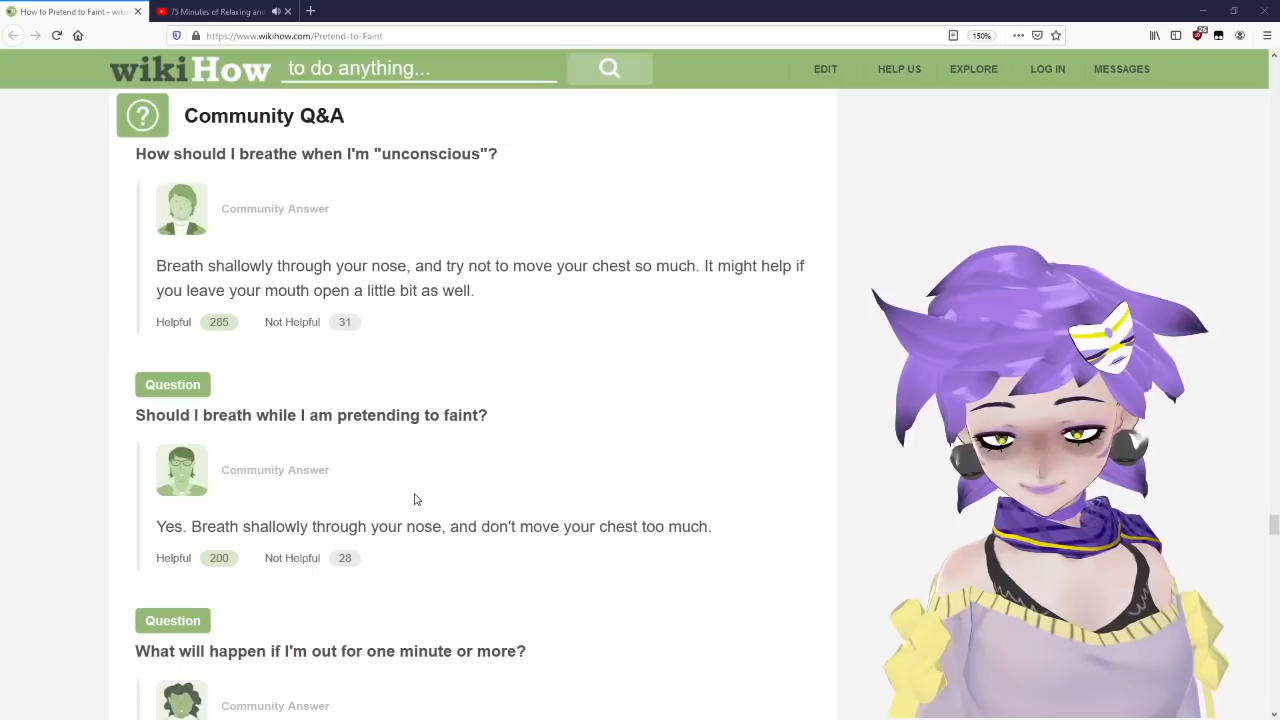 How to Pretend to Faint – wikiH
75 Minutes of Relaxing and
https://www.wikihow.com/Pretend-to-Faint
150%
wikiHow
to do anything...
EDIT
HELP US
EXPLORE
LOG IN
MESSAGES
?
Community Q&A
How should I breathe when I'm "unconscious"?
Community Answer
Breath shallowly through your nose, and try not to move your chest so much. It might help if
you leave your mouth open a little bit as well.
Helpful 285 Not Helpful 31
Question
Should I breath while I am pretending to faint?
Community Answer
Yes. Breath shallowly through your nose, and don't move your chest too much.
Helpful 200 Not Helpful 28
Question
What will happen if I'm out for one minute or more?
Community Answer